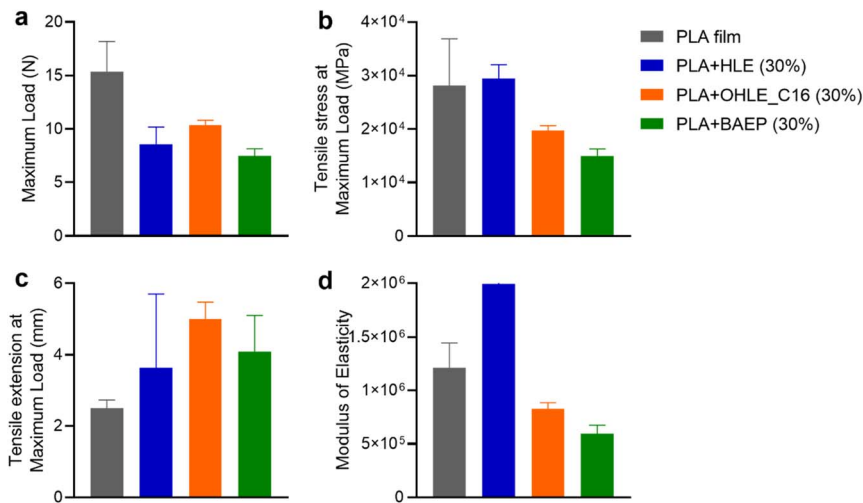 a
Maximum Load (N)
20
15
10
5
0
b
Tensile stress at
Maximum Load (MPa)
4×10⁴
3×10⁴
2×10⁴
1×10⁴
0
PLA film
PLA+HLE (30%)
PLA+OHLE_C16 (30%)
PLA+BAEP (30%)
c
Tensile extension at
Maximum Load (mm)
6
4
2
0
d
Modulus of Elasticity
2×10⁶
1.5×10⁶
1×10⁶
5×10⁵
0